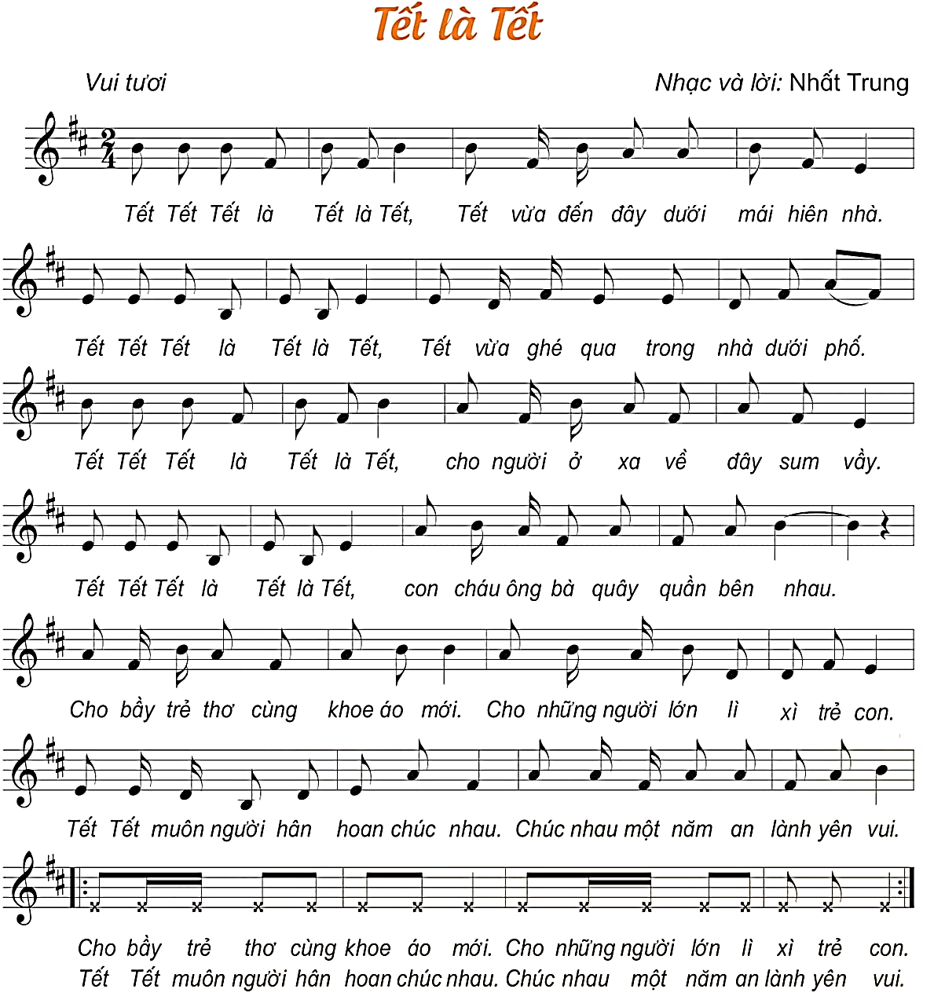 Tết là Tết
Vui tươi
Nhạc và lời: Nhất Trung
2
4
Tết Tết Tết là Tết là Tết, Tết vừa đến đây dưới mái hiên nhà.
Tết Tết Tết là Tết là Tết, Tết vừa ghé qua trong nhà dưới phố.
Tết Tết Tết là Tết là Tết, cho người ở xa về đây sum vầy.
Tết Tết Tết là Tết là Tết, con cháu ông bà quây quần bên nhau.
Cho bầy trẻ thơ cùng khoe áo mới. Cho những người lớn lì xì trẻ con.
Tết Tết muôn người hân hoan chúc nhau. Chúc nhau một năm an lành yên vui.
Cho bầy trẻ thơ cùng khoe áo mới. Cho những người lớn lì xì trẻ con.
Tết Tết muôn người hân hoan chúc nhau. Chúc nhau một năm an lành yên vui.